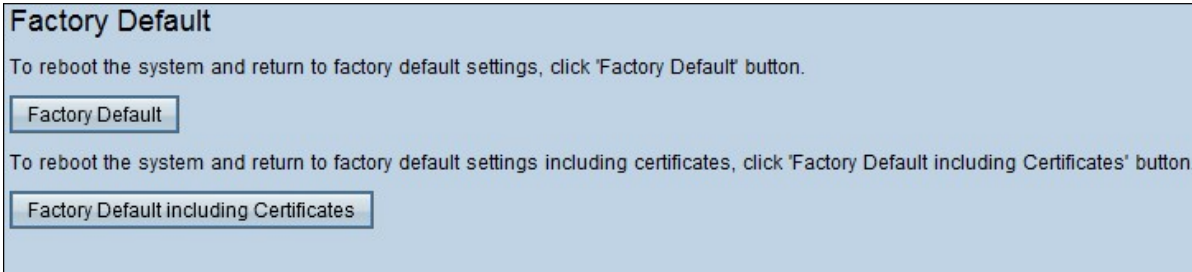 Factory Default
To reboot the system and return to factory default settings, click 'Factory Default' button.
Factory Default
To reboot the system and return to factory default settings including certificates, click 'Factory Default including Certificates' button.
Factory Default including Certificates